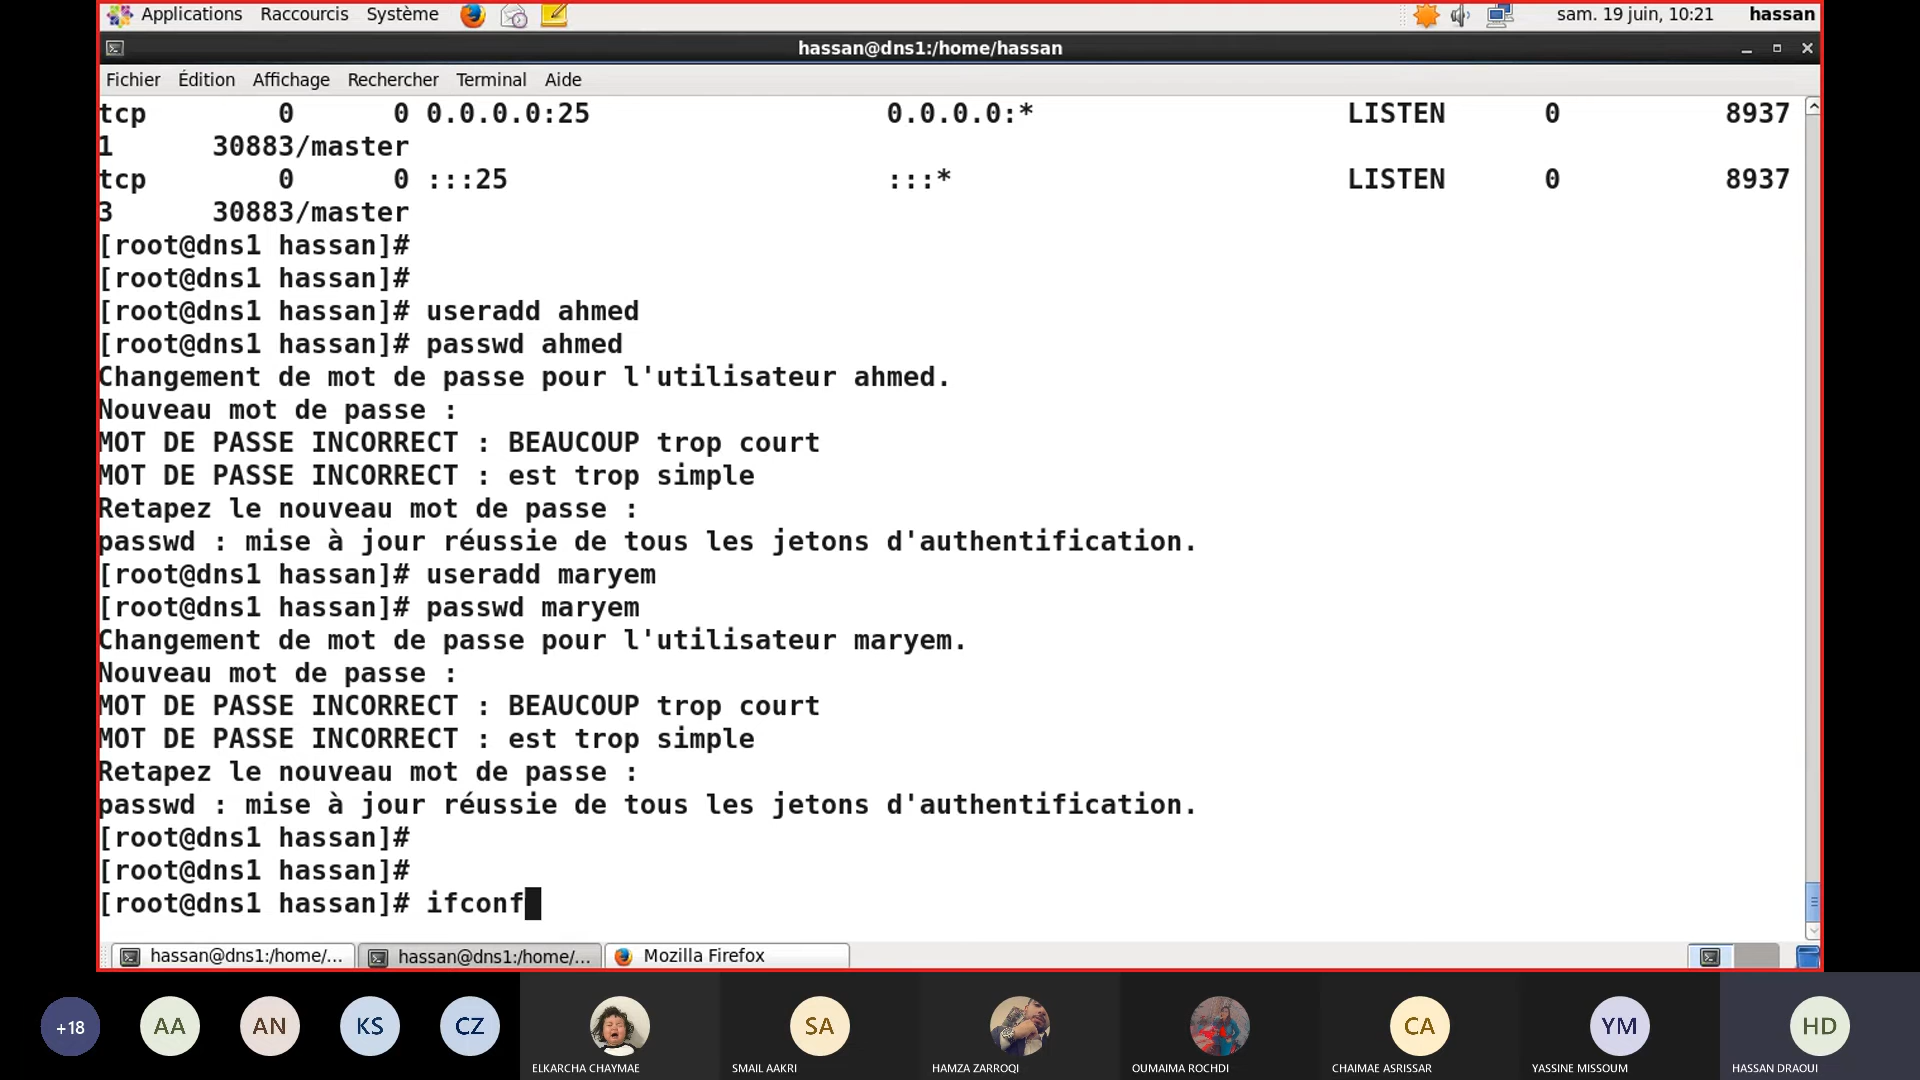 Applications Raccourcis Système sam. 19 juin, 10:21 hassan
hassan@dns1:/home/hassan
Fichier Édition Affichage Rechercher Terminal Aide
tcp 0 0 0.0.0.0:25 0.0.0.0:* LISTEN 0 8937
1 30883/master
tcp 0 0 :::25 :::* LISTEN 0 8937
3 30883/master
[root@dns1 hassan]#
[root@dns1 hassan]#
[root@dns1 hassan]# useradd ahmed
[root@dns1 hassan]# passwd ahmed
Changement de mot de passe pour l'utilisateur ahmed.
Nouveau mot de passe :
MOT DE PASSE INCORRECT : BEAUCOUP trop court
MOT DE PASSE INCORRECT : est trop simple
Retapez le nouveau mot de passe :
passwd : mise à jour réussie de tous les jetons d'authentification.
[root@dns1 hassan]# useradd maryem
[root@dns1 hassan]# passwd maryem
Changement de mot de passe pour l'utilisateur maryem.
Nouveau mot de passe :
MOT DE PASSE INCORRECT : BEAUCOUP trop court
MOT DE PASSE INCORRECT : est trop simple
Retapez le nouveau mot de passe :
passwd : mise à jour réussie de tous les jetons d'authentification.
[root@dns1 hassan]#
[root@dns1 hassan]#
[root@dns1 hassan]# ifconf
hassan@dns1:/home/... hassan@dns1:/home/... Mozilla Firefox
+18 AA AN KS CZ SA CA YM HD
ELKARCHA CHAYMAE SMAIL AAKRI HAMZA ZARROQI OUMAIMA ROCHDI CHAIMAE ASRISSAR YASSINE MISSOUM HASSAN DRAOUI